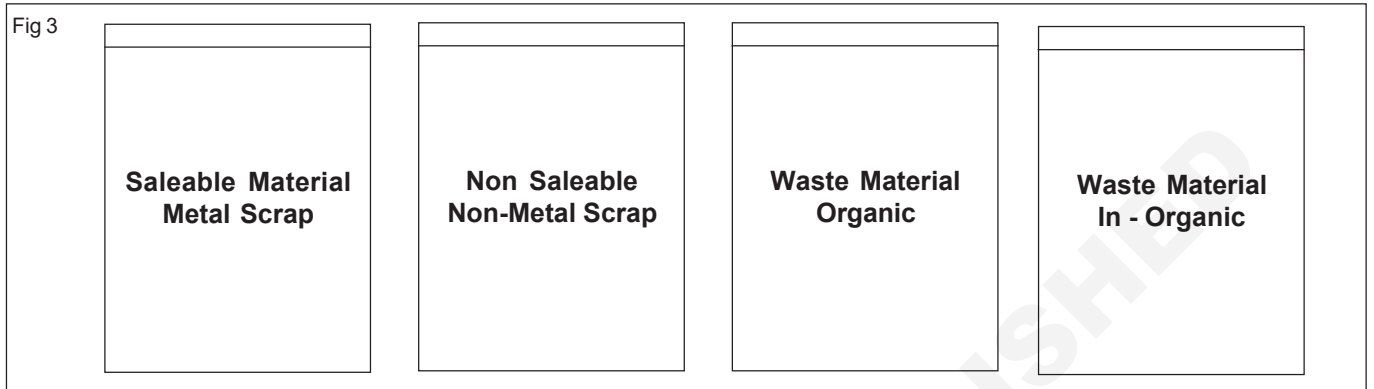 Fig 3
Saleable Material
Metal Scrap
Non Saleable
Non-Metal Scrap
Waste Material
Organic
Waste Material
In - Organic